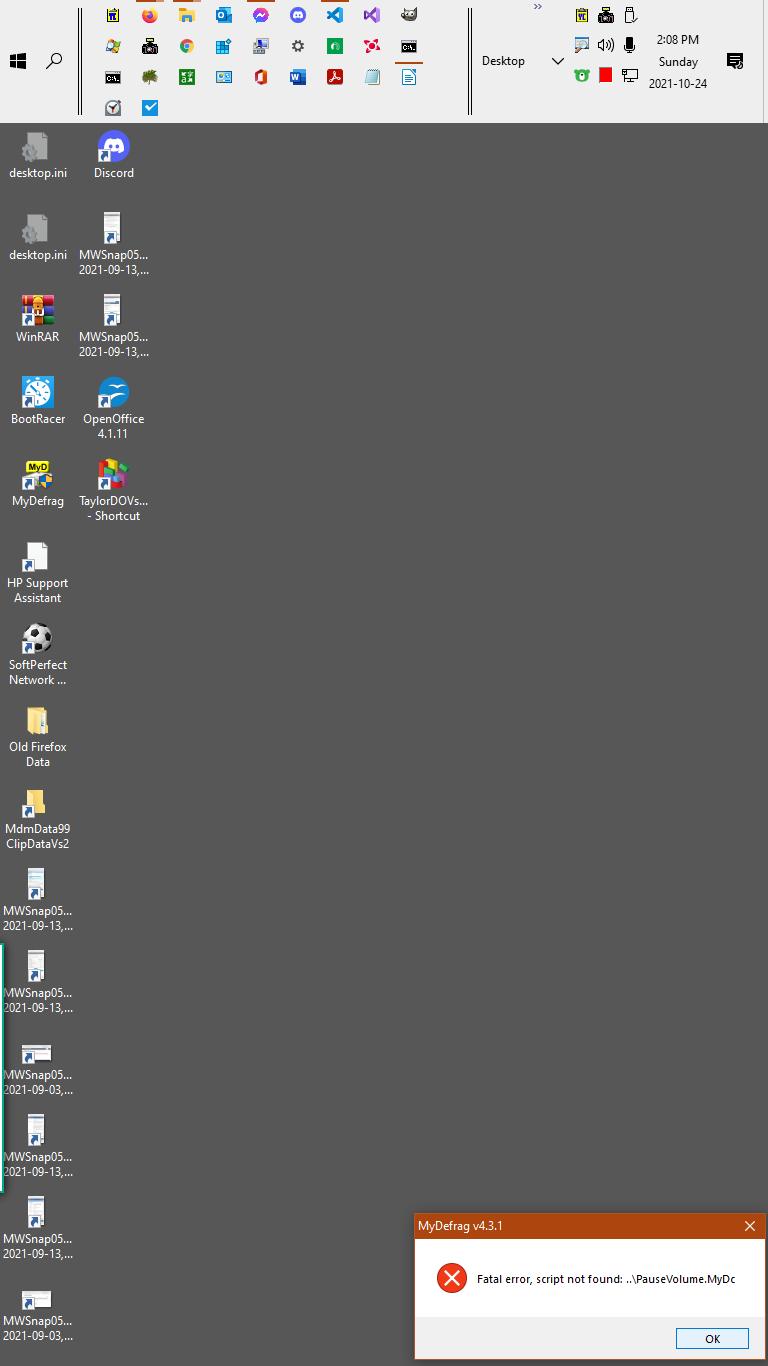 »
2:08 PM
Desktop
Sunday
2021-10-24
desktop.ini
Discord
desktop.ini
MWSnap05...
2021-09-13,...
WinRAR
MWSnap05...
2021-09-13,...
BootRacer
OpenOffice
4.1.11
MyD
MyDefrag
TaylorDOVs...
- Shortcut
HP Support
Assistant
SoftPerfect
Network ...
Old Firefox
Data
MdmData99
ClipDataVs2
MWSnap05...
2021-09-13,...
MWSnap05...
2021-09-13,...
MWSnap05...
2021-09-03,...
MWSnap05...
2021-09-13,...
MWSnap05...
2021-09-13,...
MWSnap05...
2021-09-03,...
MyDefrag v4.3.1
Fatal error, script not found: ..\PauseVolume.MyDc
OK